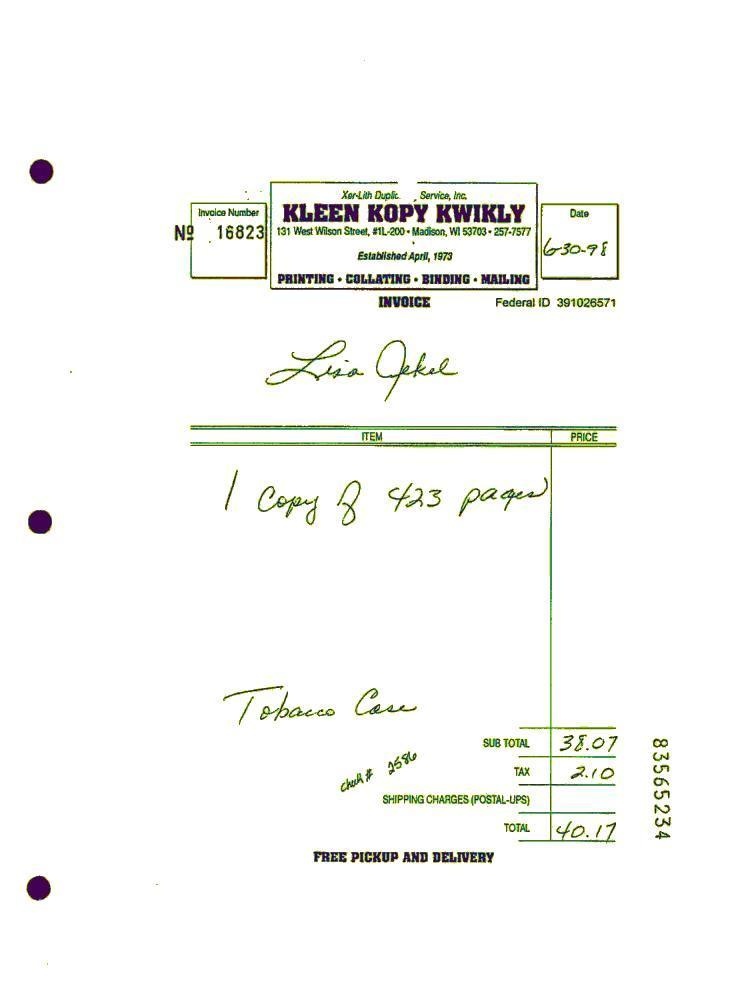 Xer-Lith Duplic Service, Inc.
KLEEN KOPY KWIKLY
131 West Wilson Street, #1L-200 • Madison, WI 53703 • 257-7577
Established April, 1973
PRINTING • COLLATING • BINDING • MAILING
Invoice Number
Nº 16823
Date
6-30-98
INVOICE
Federal ID 391026571
Lisa Jekel
ITEM PRICE
1 Copy of 423 pages
Tobacco Case
SUB TOTAL 38.07
check # 2586
TAX 2.10
SHIPPING CHARGES (POSTAL-UPS)
TOTAL 40.17
FREE PICKUP AND DELIVERY
83565234